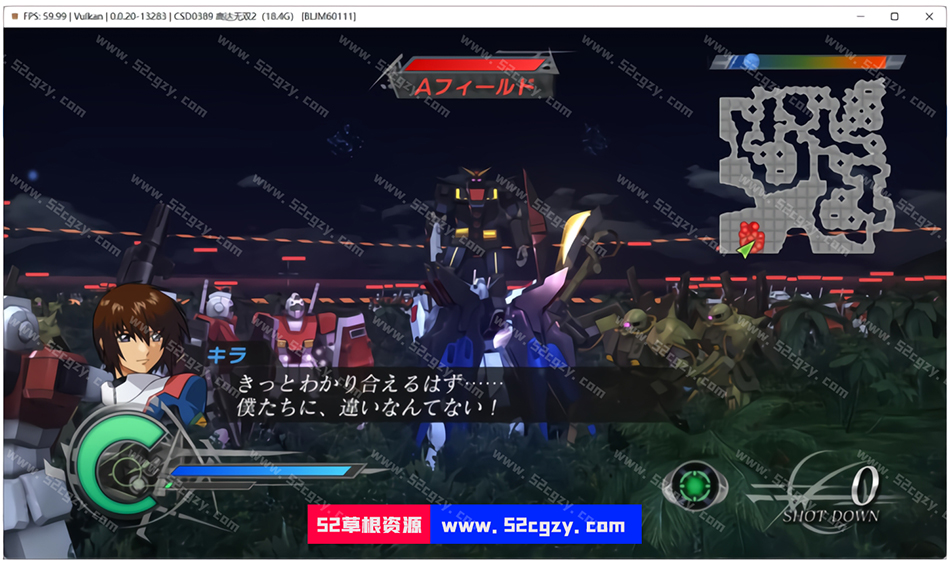 FPS: 59.99 | Vulkan | 0.0.20-13283 | CSD0389 高达无双2（18.4G） [BLJM60111]
Aフィールド
キラ
きっとわかり合えるはず……
僕たちに、違いなんてない！
0
SHOT DOWN
52草根资源 www.52cgzy.com
www.52cgzy.com